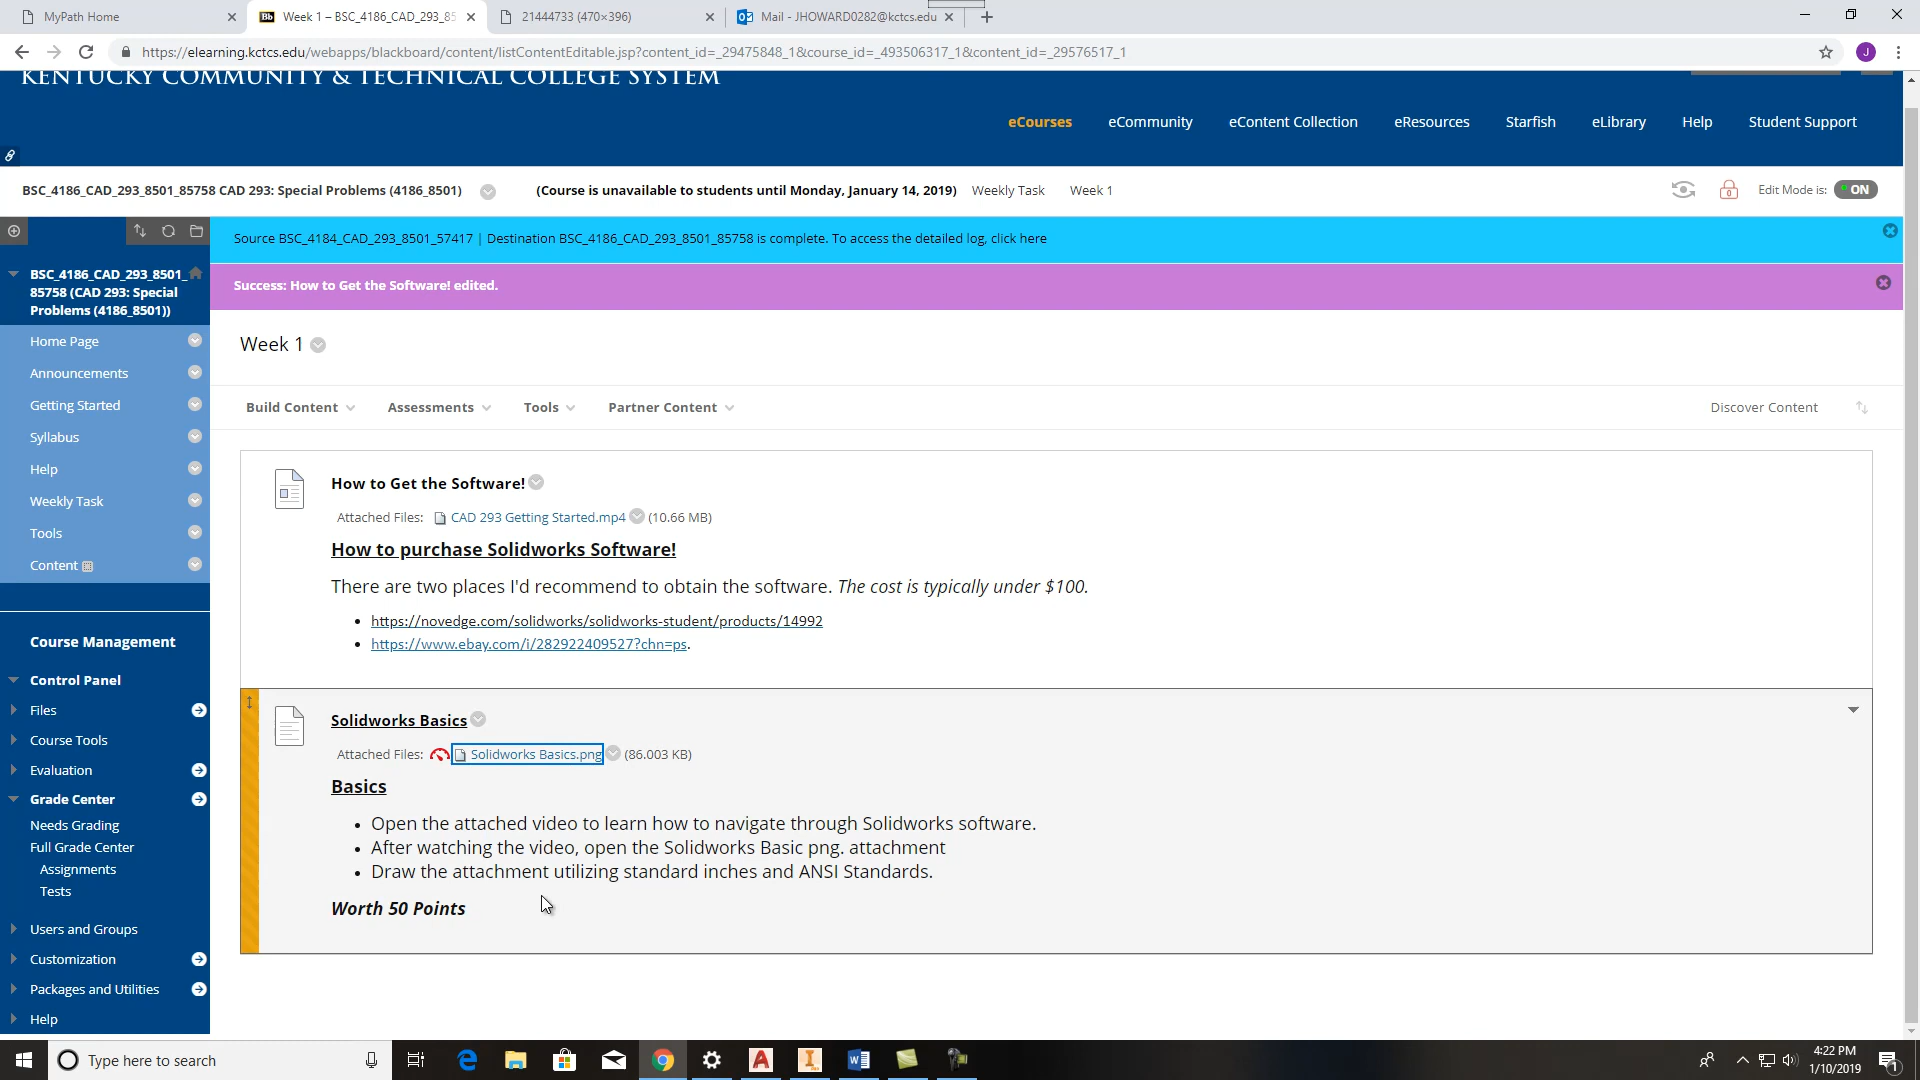 MyPath Home
Week 1 – BSC_4186_CAD_293_85
21444733 (470×396)
Mail - JHOWARD0282@kctcs.edu
https://elearning.kctcs.edu/webapps/blackboard/content/listContentEditable.jsp?content_id=_29475848_1&course_id=_493506317_1&content_id=_29576517_1
J
KENTUCKY COMMUNITY & TECHNICAL COLLEGE SYSTEM
eCourses eCommunity eContent Collection eResources Starfish eLibrary Help Student Support
BSC_4186_CAD_293_8501_85758 CAD 293: Special Problems (4186_8501) (Course is unavailable to students until Monday, January 14, 2019) Weekly Task Week 1 Edit Mode is: ON
Source BSC_4184_CAD_293_8501_57417 | Destination BSC_4186_CAD_293_8501_85758 is complete. To access the detailed log, click here
Success: How to Get the Software! edited.
BSC_4186_CAD_293_8501_
85758 (CAD 293: Special
Problems (4186_8501))
Home Page
Announcements
Getting Started
Syllabus
Help
Weekly Task
Tools
Content
Course Management
Control Panel
Files
Course Tools
Evaluation
Grade Center
Needs Grading
Full Grade Center
Assignments
Tests
Users and Groups
Customization
Packages and Utilities
Help
Week 1
Build Content Assessments Tools Partner Content Discover Content
How to Get the Software!
Attached Files: CAD 293 Getting Started.mp4 (10.66 MB)
How to purchase Solidworks Software!
There are two places I'd recommend to obtain the software. The cost is typically under $100.
• https://novedge.com/solidworks/solidworks-student/products/14992
• https://www.ebay.com/i/282922409527?chn=ps.
Solidworks Basics
Attached Files: Solidworks Basics.png (86.003 KB)
Basics
• Open the attached video to learn how to navigate through Solidworks software.
• After watching the video, open the Solidworks Basic png. attachment
• Draw the attachment utilizing standard inches and ANSI Standards.
Worth 50 Points
Type here to search
4:22 PM
1/10/2019
1